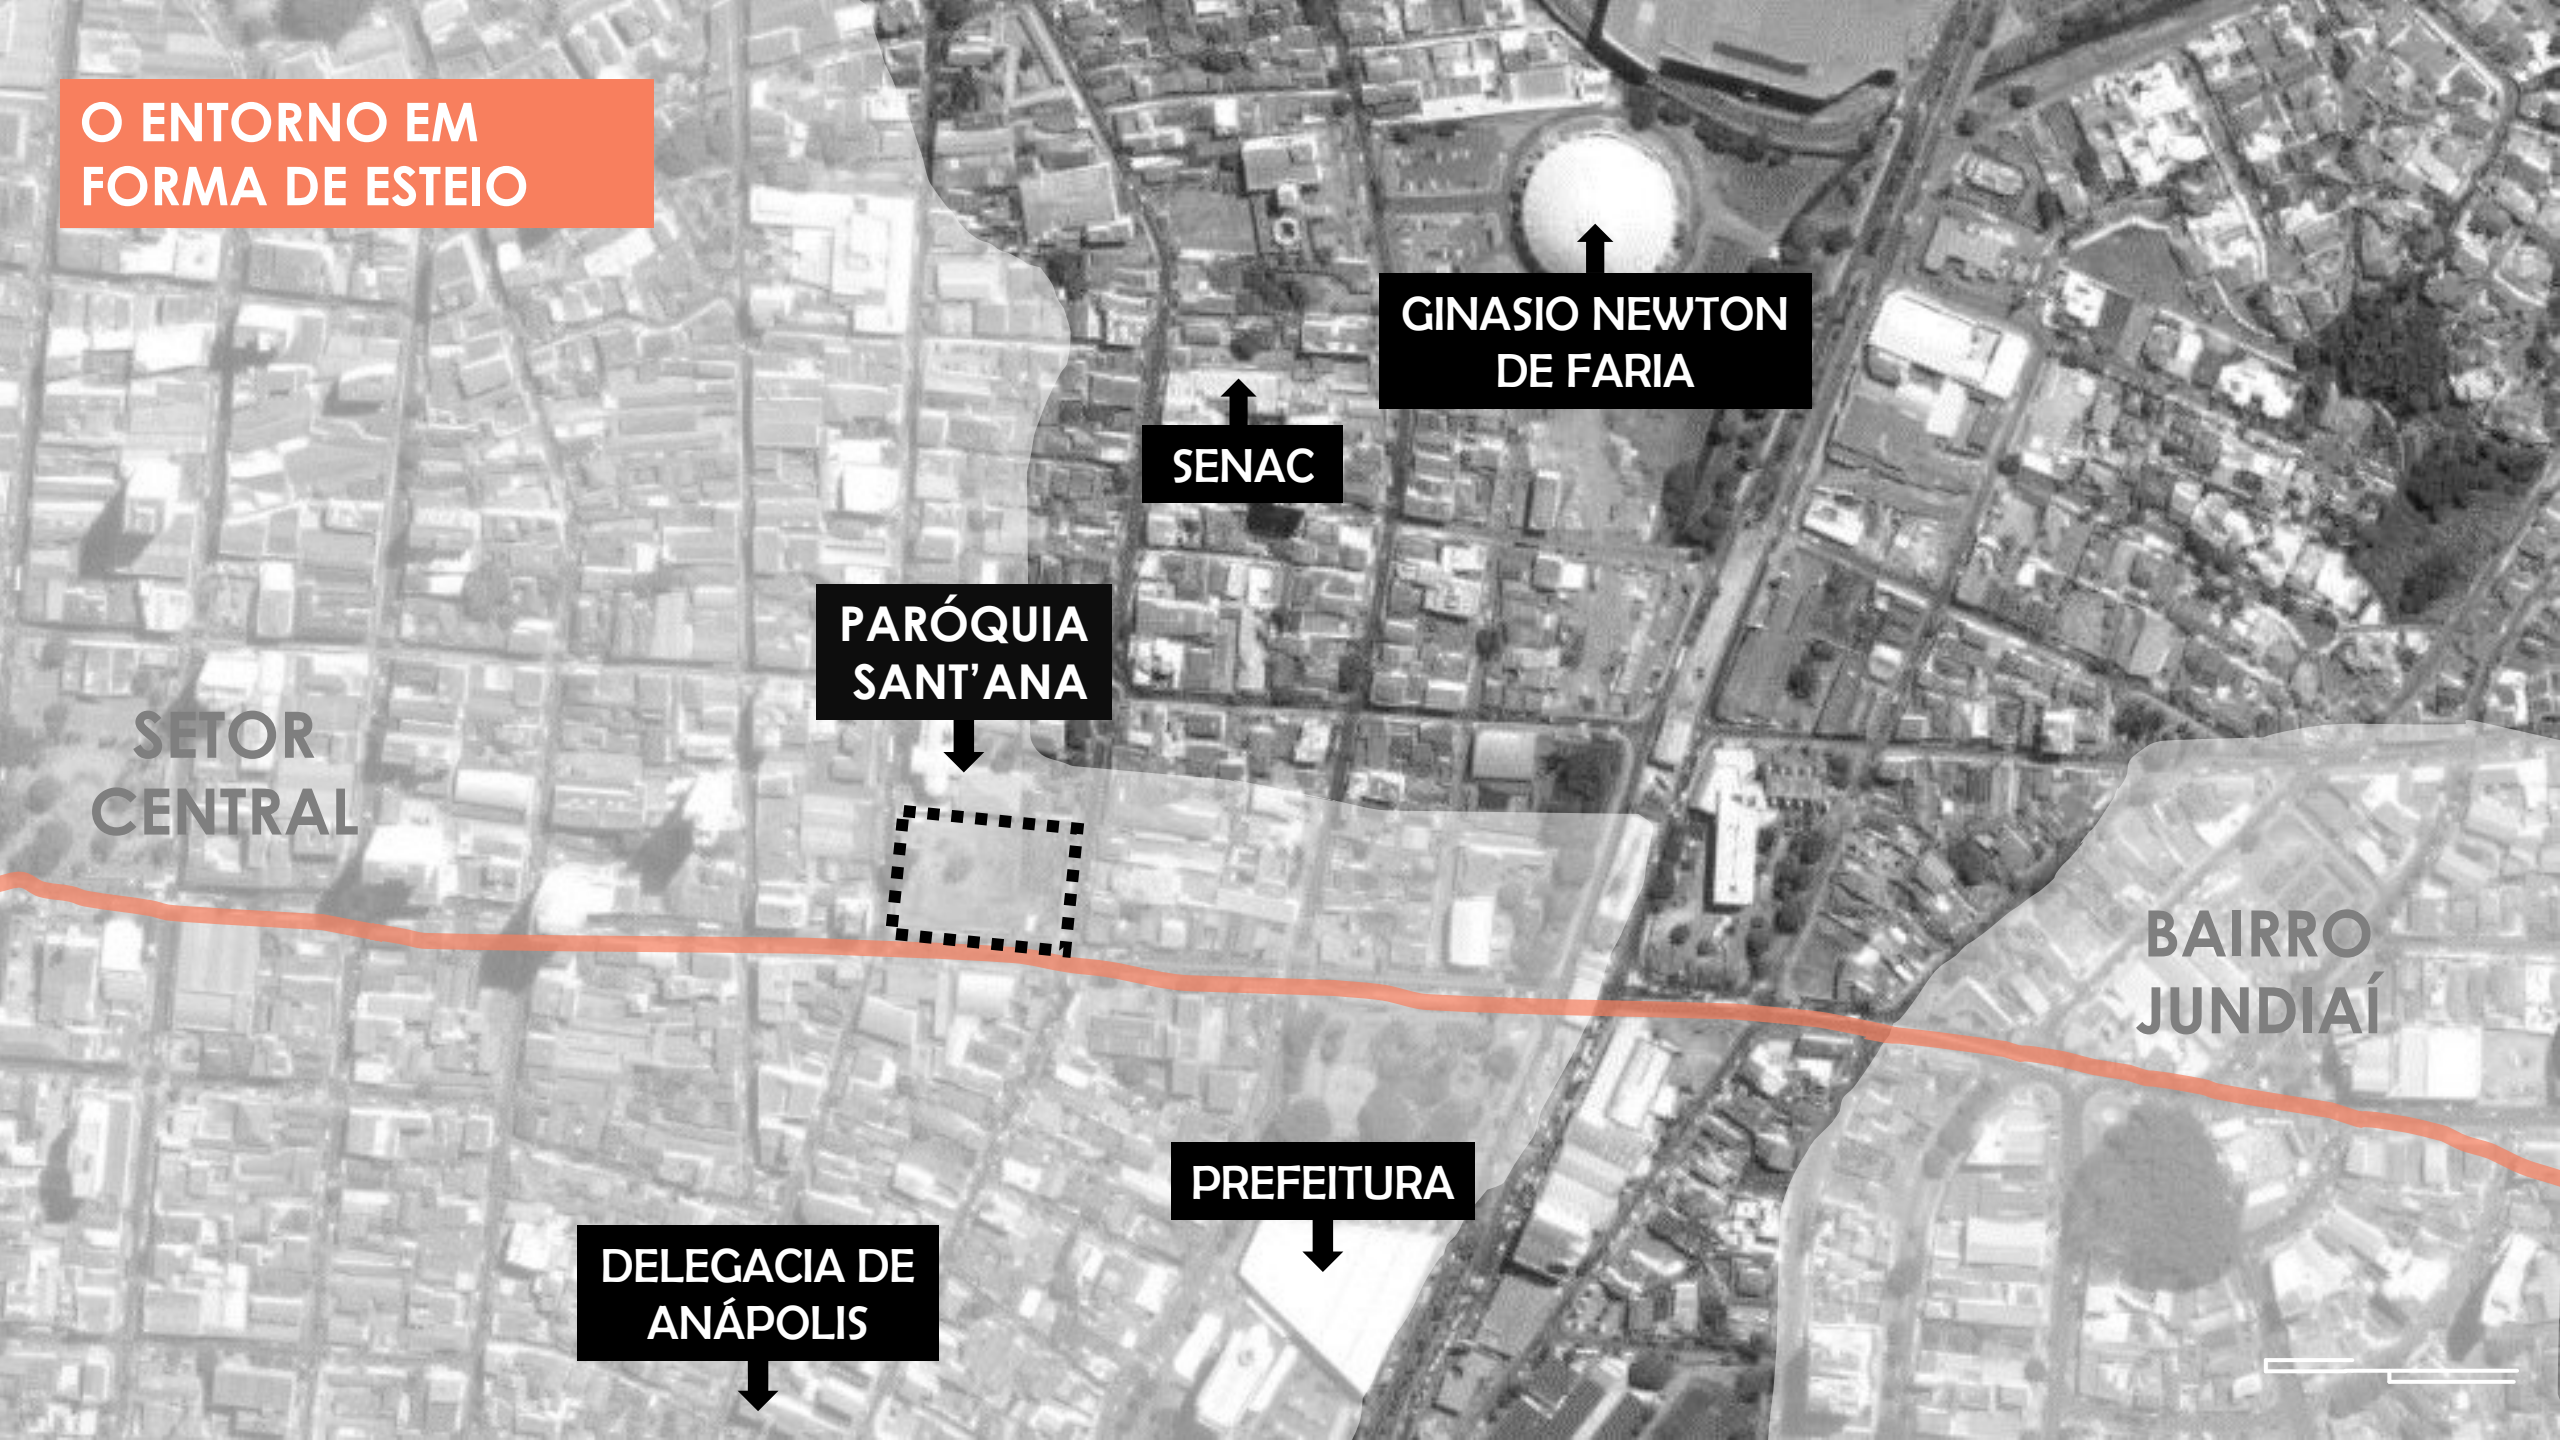 O ENTORNO EM
FORMA DE ESTEIO
GINASIO NEWTON
DE FARIA
SENAC
PARÓQUIA
SANT’ANA
SETOR
CENTRAL
BAIRRO
JUNDIAÍ
PREFEITURA
DELEGACIA DE
ANÁPOLIS